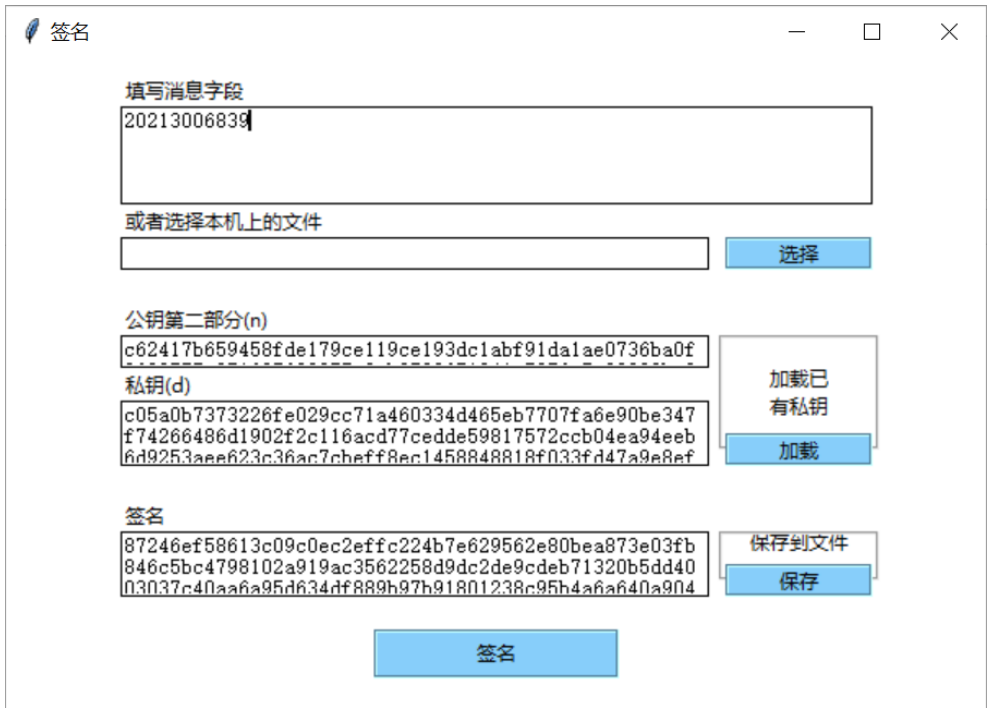 签名
填写消息字段
20213006839
或者选择本机上的文件
选择
公钥第二部分(n)
c62417b659458fde179ce119ce193dc1abf91da1ae0736ba0f
私钥(d)
加载已
有私钥
c05a0b7373226fe029cc71a460334d465eb7707fa6e90be347
f74266486d1902f2c116acd77cedde59817572ccb04ea94eeb
6d9253aee623c36ac7cbeff8ec1458848818f033fd47a9e8ef
加载
签名
保存到文件
87246ef58613c09c0ec2effc224b7e629562e80bea873e03fb
846c5bc4798102a919ac3562258d9dc2de9cdeb71320b5dd40
03037c40aa6a95d634df889b97b91801238c95b4a6a640a904
保存
签名